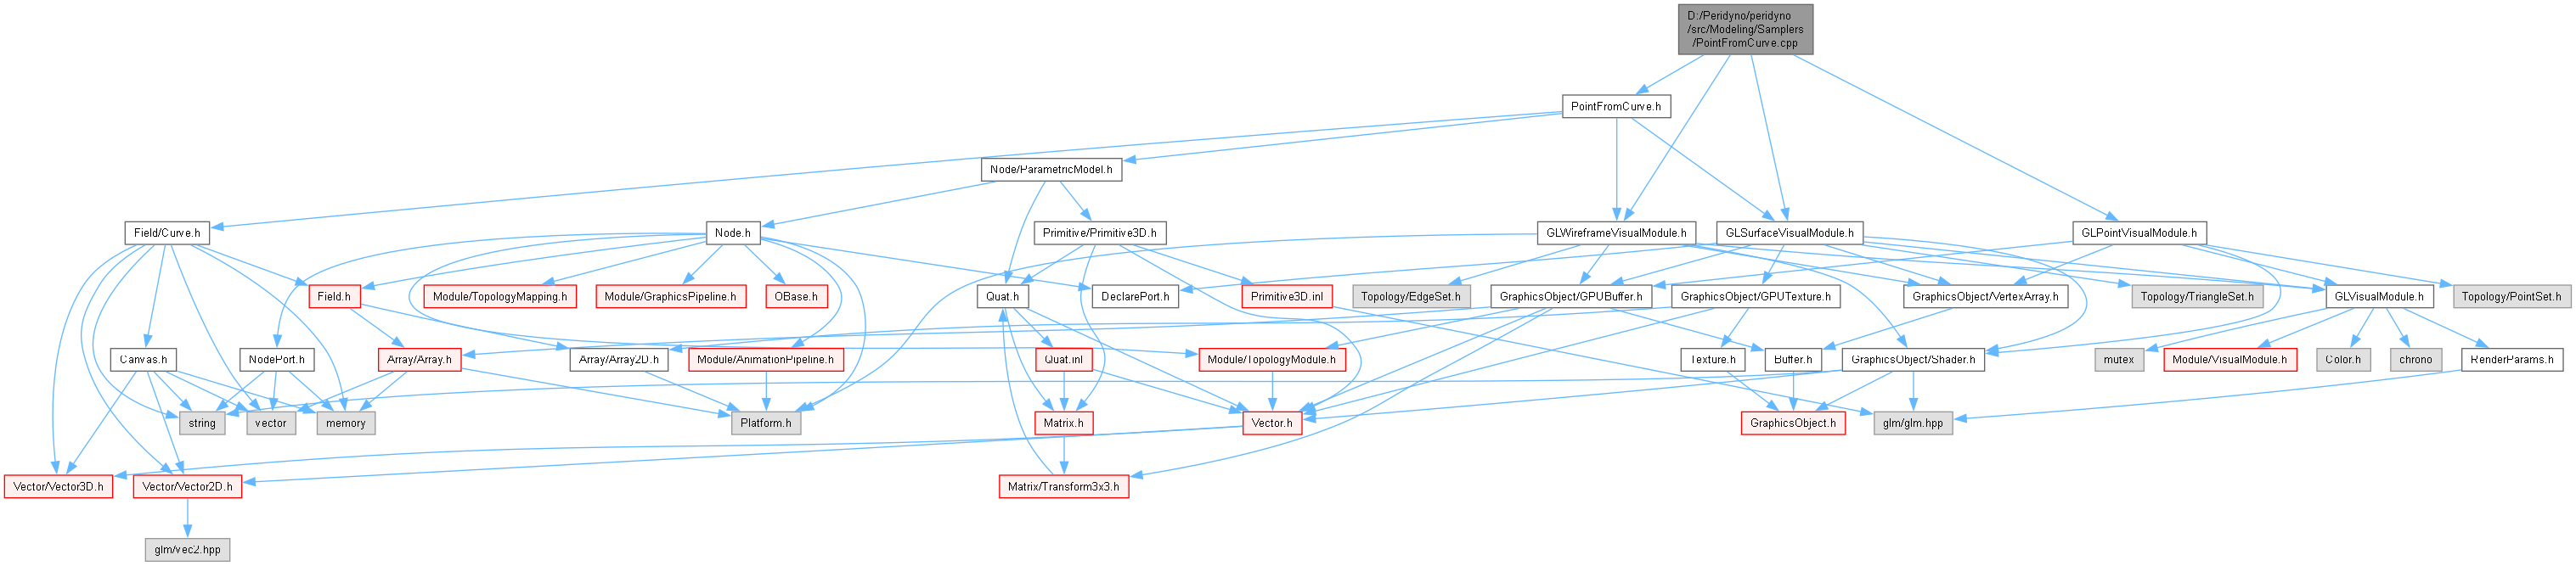 D:/Peridyno/peridyno
/src/Modeling/Samplers
/PointFromCurve.cpp
PointFromCurve.h
Node/ParametricModel.h
Field/Curve.h
Node.h
Primitive/Primitive3D.h
GLWireframeVisualModule.h
GLSurfaceVisualModule.h
GLPointVisualModule.h
Field.h
Module/TopologyMapping.h
Module/GraphicsPipeline.h
OBase.h
Quat.h
DeclarePort.h
Primitive3D.inl
Topology/EdgeSet.h
GraphicsObject/GPUBuffer.h
GraphicsObject/GPUTexture.h
GraphicsObject/VertexArray.h
Topology/TriangleSet.h
GLVisualModule.h
Topology/PointSet.h
Canvas.h
NodePort.h
Array/Array.h
Array/Array2D.h
Module/AnimationPipeline.h
Quat.inl
Module/TopologyModule.h
Texture.h
Buffer.h
GraphicsObject/Shader.h
mutex
Module/VisualModule.h
Color.h
chrono
RenderParams.h
string
vector
memory
Platform.h
Matrix.h
Vector.h
GraphicsObject.h
glm/glm.hpp
Vector/Vector3D.h
Vector/Vector2D.h
Matrix/Transform3x3.h
glm/vec2.hpp